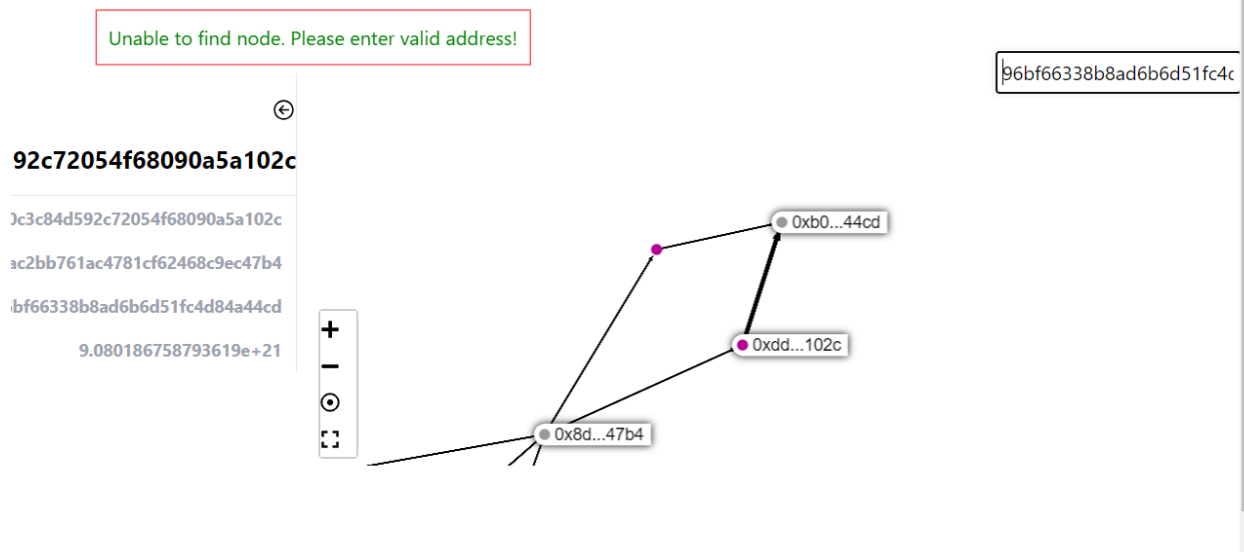 Unable to find node. Please enter valid address!
96bf66338b8ad6b6d51fc4d
92c72054f68090a5a102c
0c3c84d592c72054f68090a5a102c
ac2bb761ac4781cf62468c9ec47b4
bf66338b8ad6b6d51fc4d84a44cd
9.080186758793619e+21
0xb0...44cd
0xdd...102c
0x8d...47b4